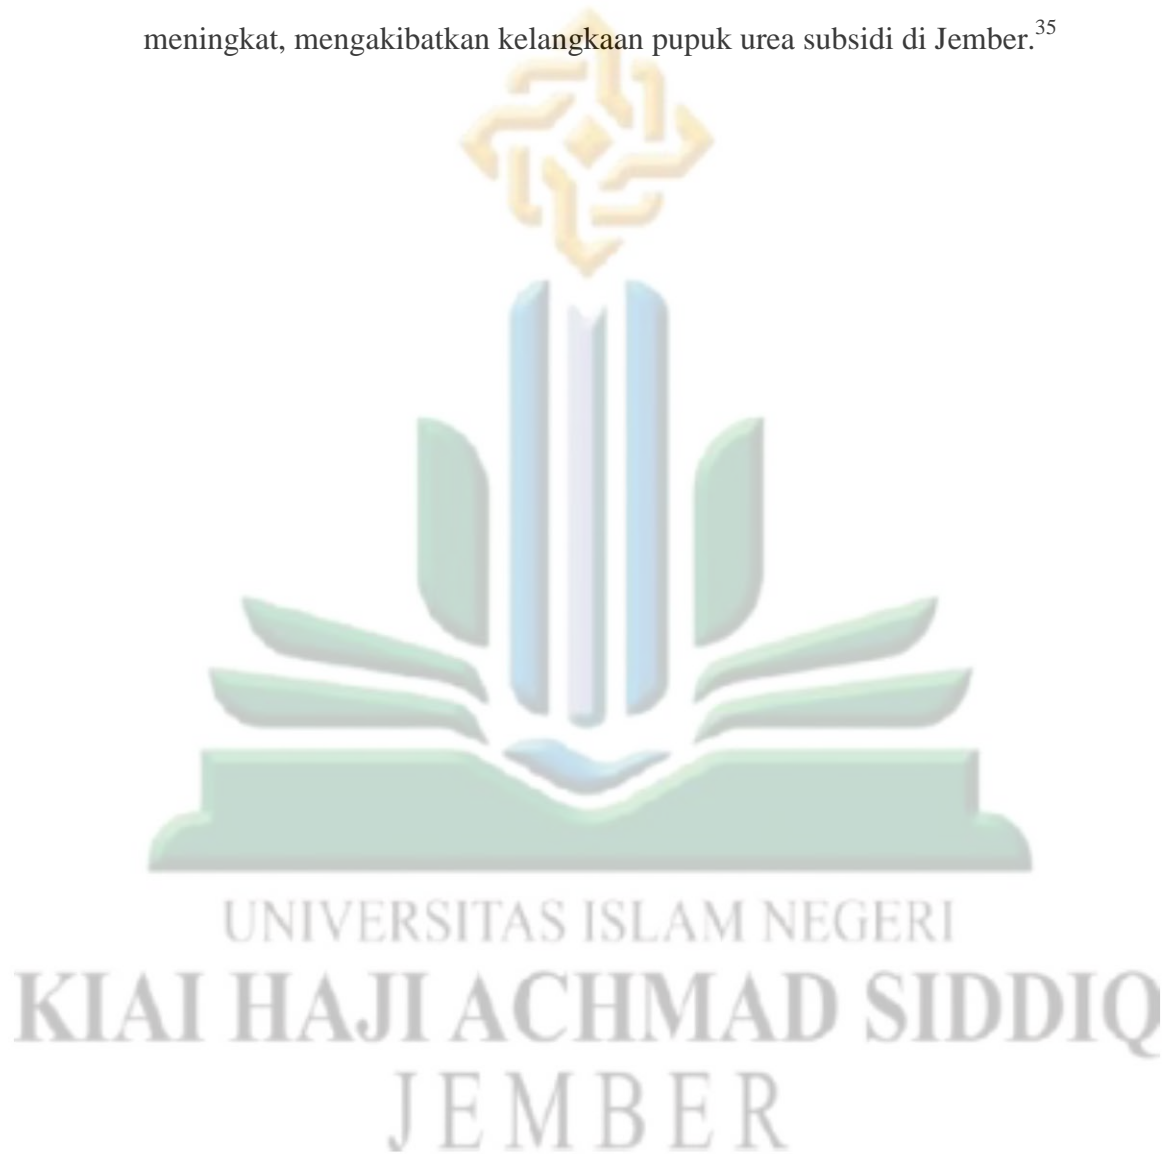 meningkat, mengakibatkan kelangkaan pupuk urea subsidi di Jember.35
UNIVERSITAS ISLAM NEGERI
KIAI HAJI ACHMAD SIDDIQ
JEMBER